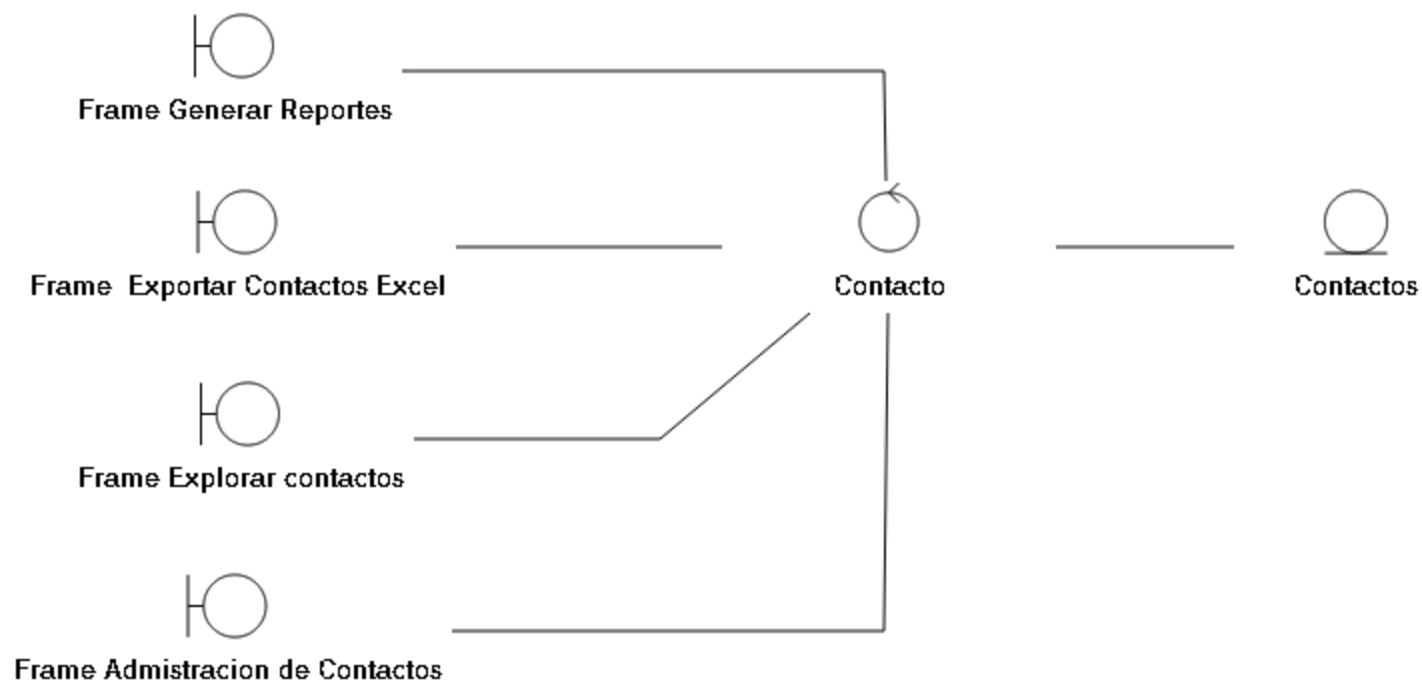 Frame Generar Reportes
Frame  Exportar Contactos Excel
Contacto
Contactos
Frame Explorar contactos
Frame Admistracion de Contactos